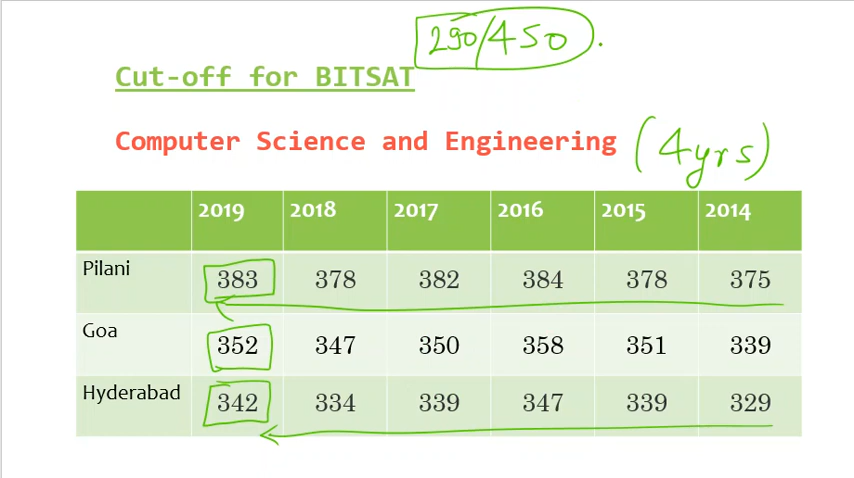 290/450.
Cut-off for BITSAT
Computer Science and Engineering (4yrs)
2019 2018 2017 2016 2015 2014
Pilani 383 378 382 384 378 375
Goa 352 347 350 358 351 339
Hyderabad 342 334 339 347 339 329